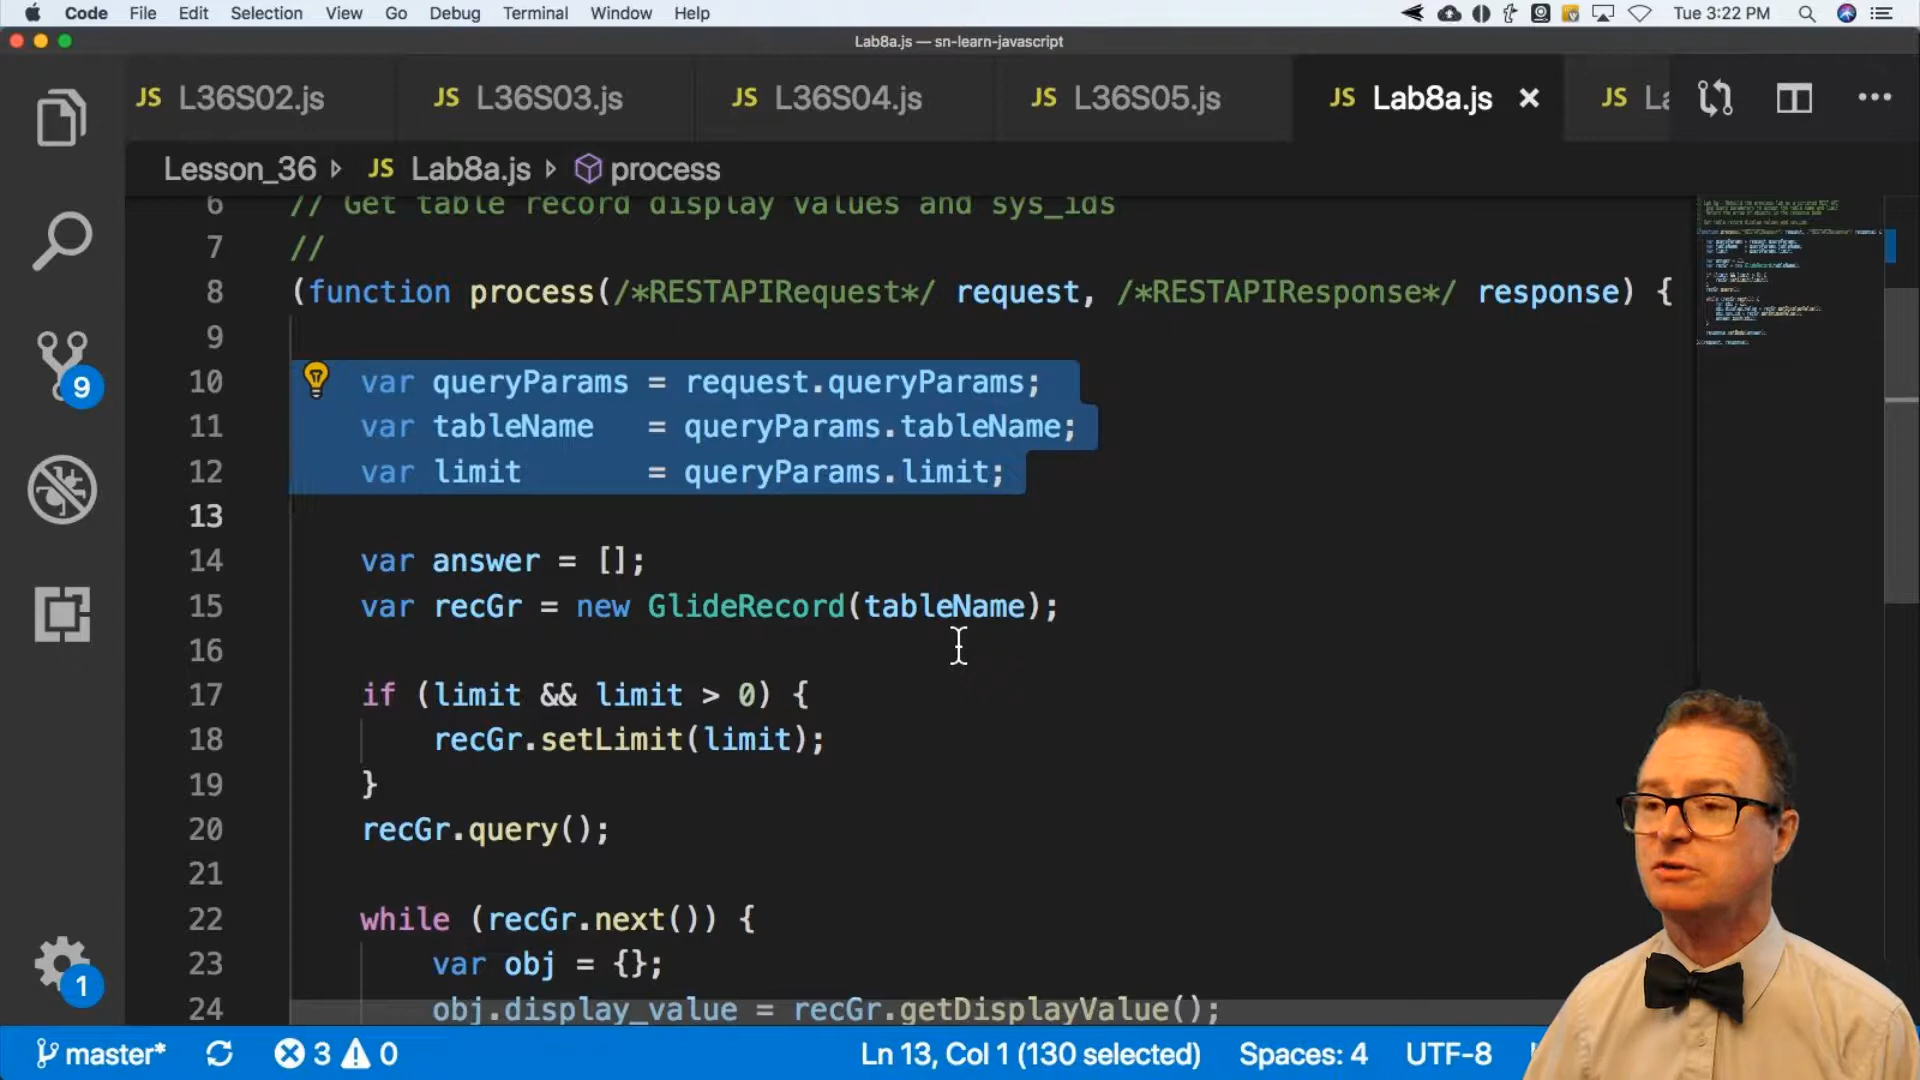 Code File Edit Selection View Go Debug Terminal Window Help Tue 3:22 PM
Lab8a.js — sn-learn-javascript
JS L36S02.js JS L36S03.js JS L36S04.js JS L36S05.js JS Lab8a.js JS La
Lesson_36 JS Lab8a.js process
6 // Get table record display values and sys_ids
7 //
8 (function process(/*RESTAPIRequest*/ request, /*RESTAPIResponse*/ response) {
9
10 var queryParams = request.queryParams;
11 var tableName = queryParams.tableName;
12 var limit = queryParams.limit;
13
14 var answer = [];
15 var recGr = new GlideRecord(tableName);
16
17 if (limit && limit > 0) {
18 recGr.setLimit(limit);
19 }
20 recGr.query();
21
22 while (recGr.next()) {
23 var obj = {};
24 obj.display_value = recGr.getDisplayValue();
9
1
master* 3 0 Ln 13, Col 1 (130 selected) Spaces: 4 UTF-8